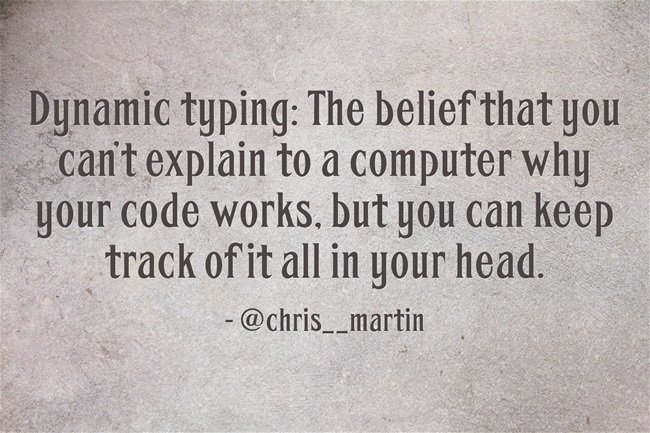 Dynamic typing: The belief that you
can't explain to a computer why
your code works, but you can keep
track of it all in your head.
- @chris__martin